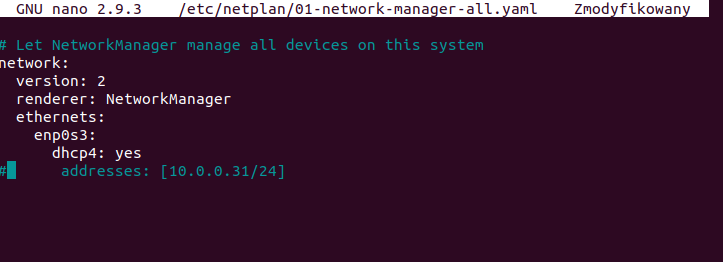 GNU nano 2.9.3    /etc/netplan/01-network-manager-all.yaml    Zmodyfikowany
# Let NetworkManager manage all devices on this system
network:
  version: 2
  renderer: NetworkManager
  ethernets:
    enp0s3:
      dhcp4: yes
#      addresses: [10.0.0.31/24]